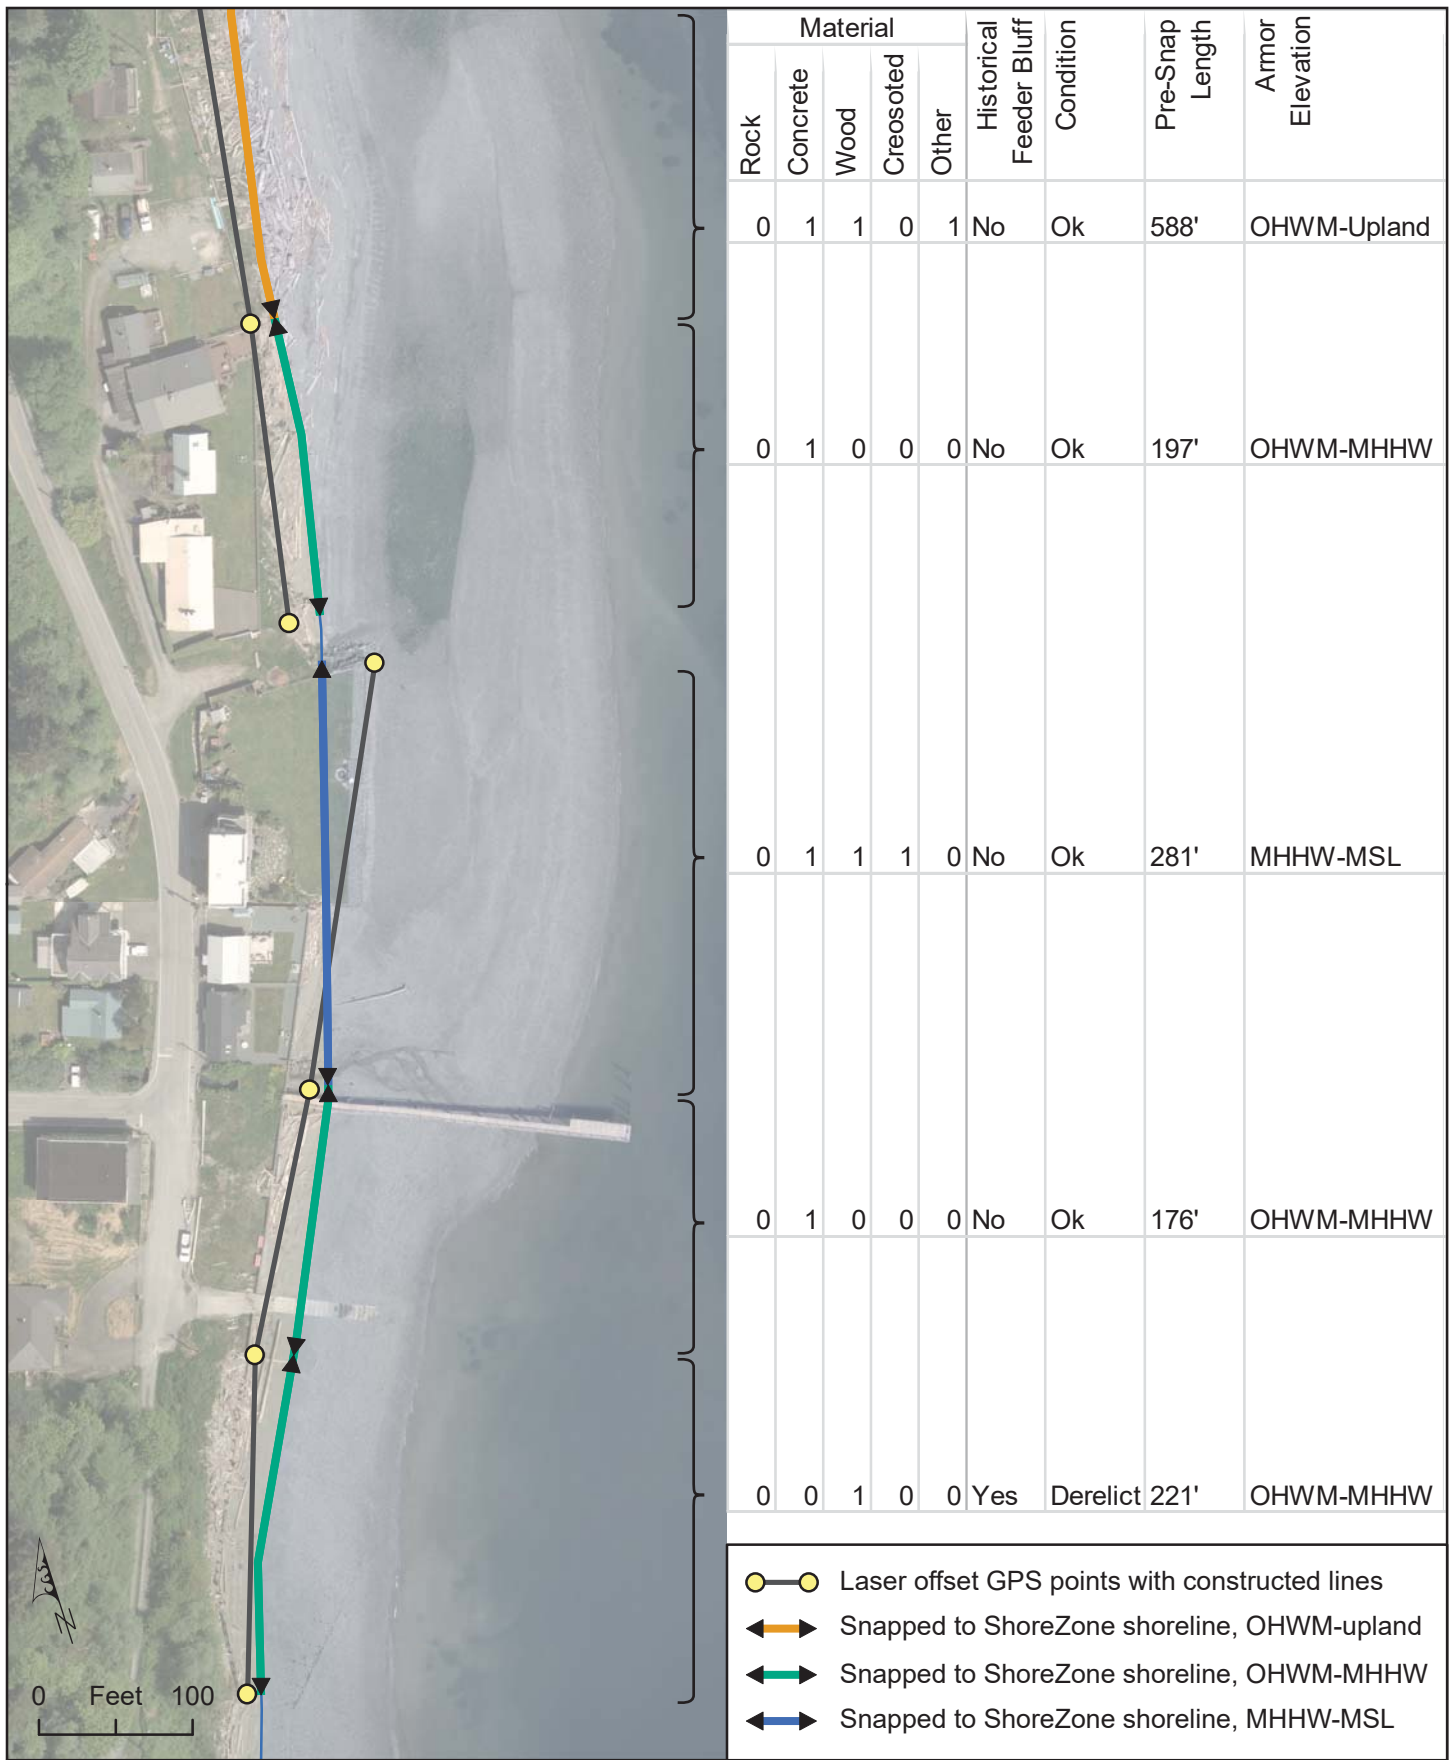 Material
Rock
Concrete
Wood
Creosoted
Other
Historical
Feeder Bluff
Condition
Pre-Snap
Length
Armor
Elevation
0 1 1 0 1 No Ok 588' OHWM-Upland
0 1 0 0 0 No Ok 197' OHWM-MHHW
0 1 1 1 0 No Ok 281' MHHW-MSL
0 1 0 0 0 No Ok 176' OHWM-MHHW
0 0 1 0 0 Yes Derelict 221' OHWM-MHHW
Laser offset GPS points with constructed lines
Snapped to ShoreZone shoreline, OHWM-upland
Snapped to ShoreZone shoreline, OHWM-MHHW
Snapped to ShoreZone shoreline, MHHW-MSL
N
0 Feet 100